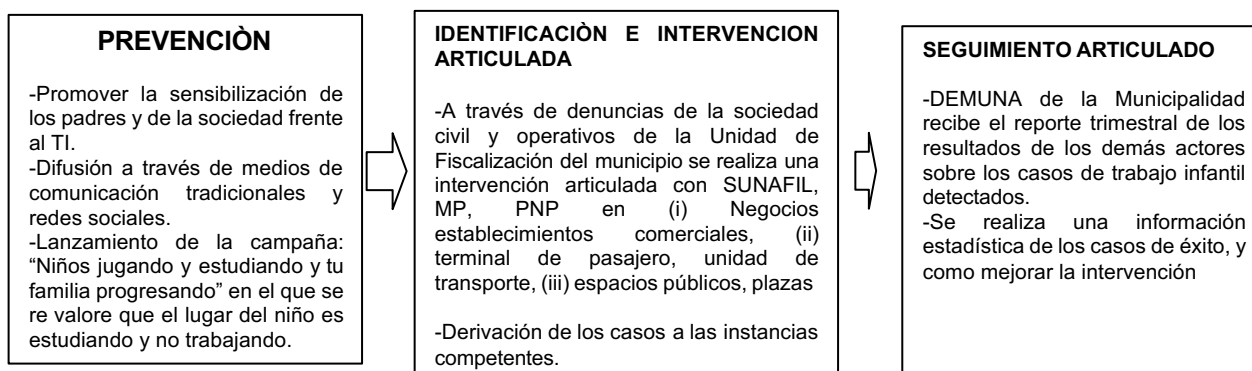 PREVENCIÒN
-Promover la sensibilización de
los padres y de la sociedad frente
al TI.
-Difusión a través de medios de
comunicación tradicionales y
redes sociales.
-Lanzamiento de la campaña:
“Niños jugando y estudiando y tu
familia progresando” en el que se
re valore que el lugar del niño es
estudiando y no trabajando.
IDENTIFICACIÒN E INTERVENCION
ARTICULADA
-A través de denuncias de la sociedad
civil y operativos de la Unidad de
Fiscalización del municipio se realiza una
intervención articulada con SUNAFIL,
MP, PNP en (i) Negocios
establecimientos comerciales, (ii)
terminal de pasajero, unidad de
transporte, (iii) espacios públicos, plazas
-Derivación de los casos a las instancias
competentes.
SEGUIMIENTO ARTICULADO
-DEMUNA de la Municipalidad
recibe el reporte trimestral de los
resultados de los demás actores
sobre los casos de trabajo infantil
detectados.
-Se realiza una información
estadística de los casos de éxito, y
como mejorar la intervención